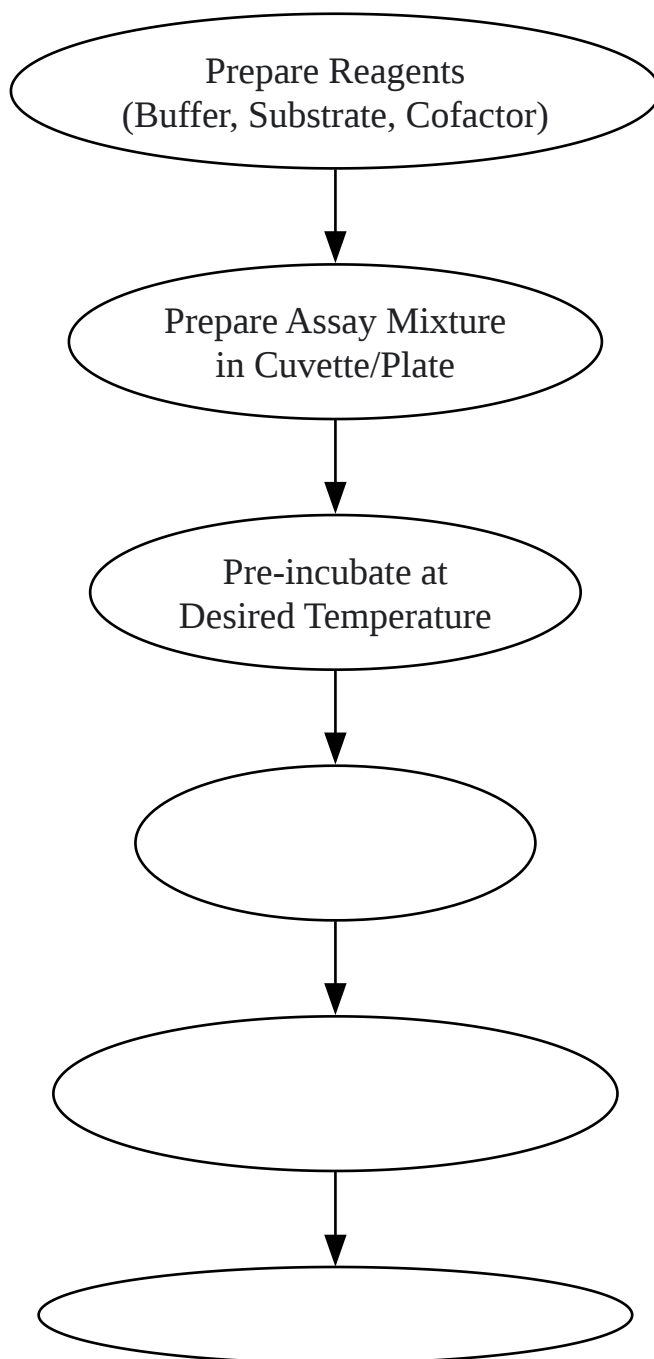 Prepare Reagents
(Buffer, Substrate, Cofactor)
Prepare Assay Mixture
in Cuvette/Plate
Pre-incubate at
Desired Temperature